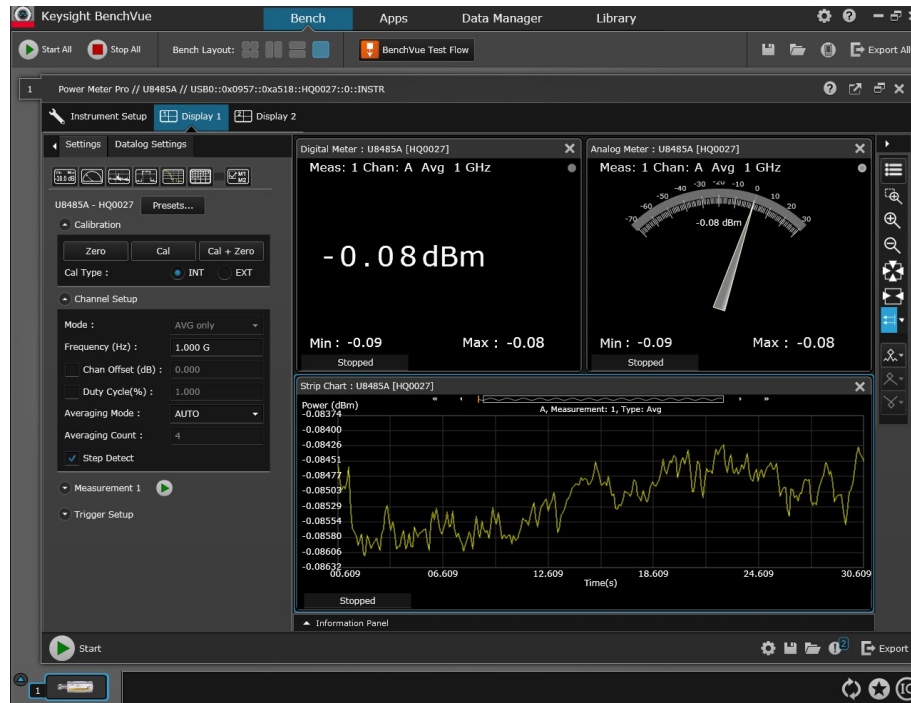 Keysight BenchVue
Bench Apps Data Manager Library
Start All Stop All Bench Layout: BenchVue Test Flow Export All
1 Power Meter Pro // U8485A // USB0::0x0957::0xa518::HQ0027::0::INSTR
Instrument Setup Display 1 Display 2
Settings Datalog Settings
U8485A - HQ0027 Presets...
Calibration
Zero Cal Cal + Zero
Cal Type : INT EXT
Channel Setup
Mode : AVG only
Frequency (Hz) : 1.000 G
Chan Offset (dB) : 0.000
Duty Cycle(%) : 1.000
Averaging Mode : AUTO
Averaging Count : 4
Step Detect
Measurement 1
Trigger Setup
Digital Meter : U8485A [HQ0027]
Meas: 1 Chan: A Avg 1 GHz
-0.08 dBm
Min : -0.09 Max : -0.08
Stopped
Analog Meter : U8485A [HQ0027]
Meas: 1 Chan: A Avg 1 GHz
-70 -60 -50 -40 -30 -20 -10 0 10 20 30
-0.08 dBm
Min : -0.09 Max : -0.08
Stopped
Strip Chart : U8485A [HQ0027]
Power (dBm)
A, Measurement: 1, Type: Avg
-0.08374
-0.08400
-0.08426
-0.08451
-0.08477
-0.08503
-0.08529
-0.08554
-0.08580
-0.08606
-0.08632
00.609 06.609 12.609 18.609 24.609 30.609
Time(s)
Stopped
Information Panel
Start 2 Export
1